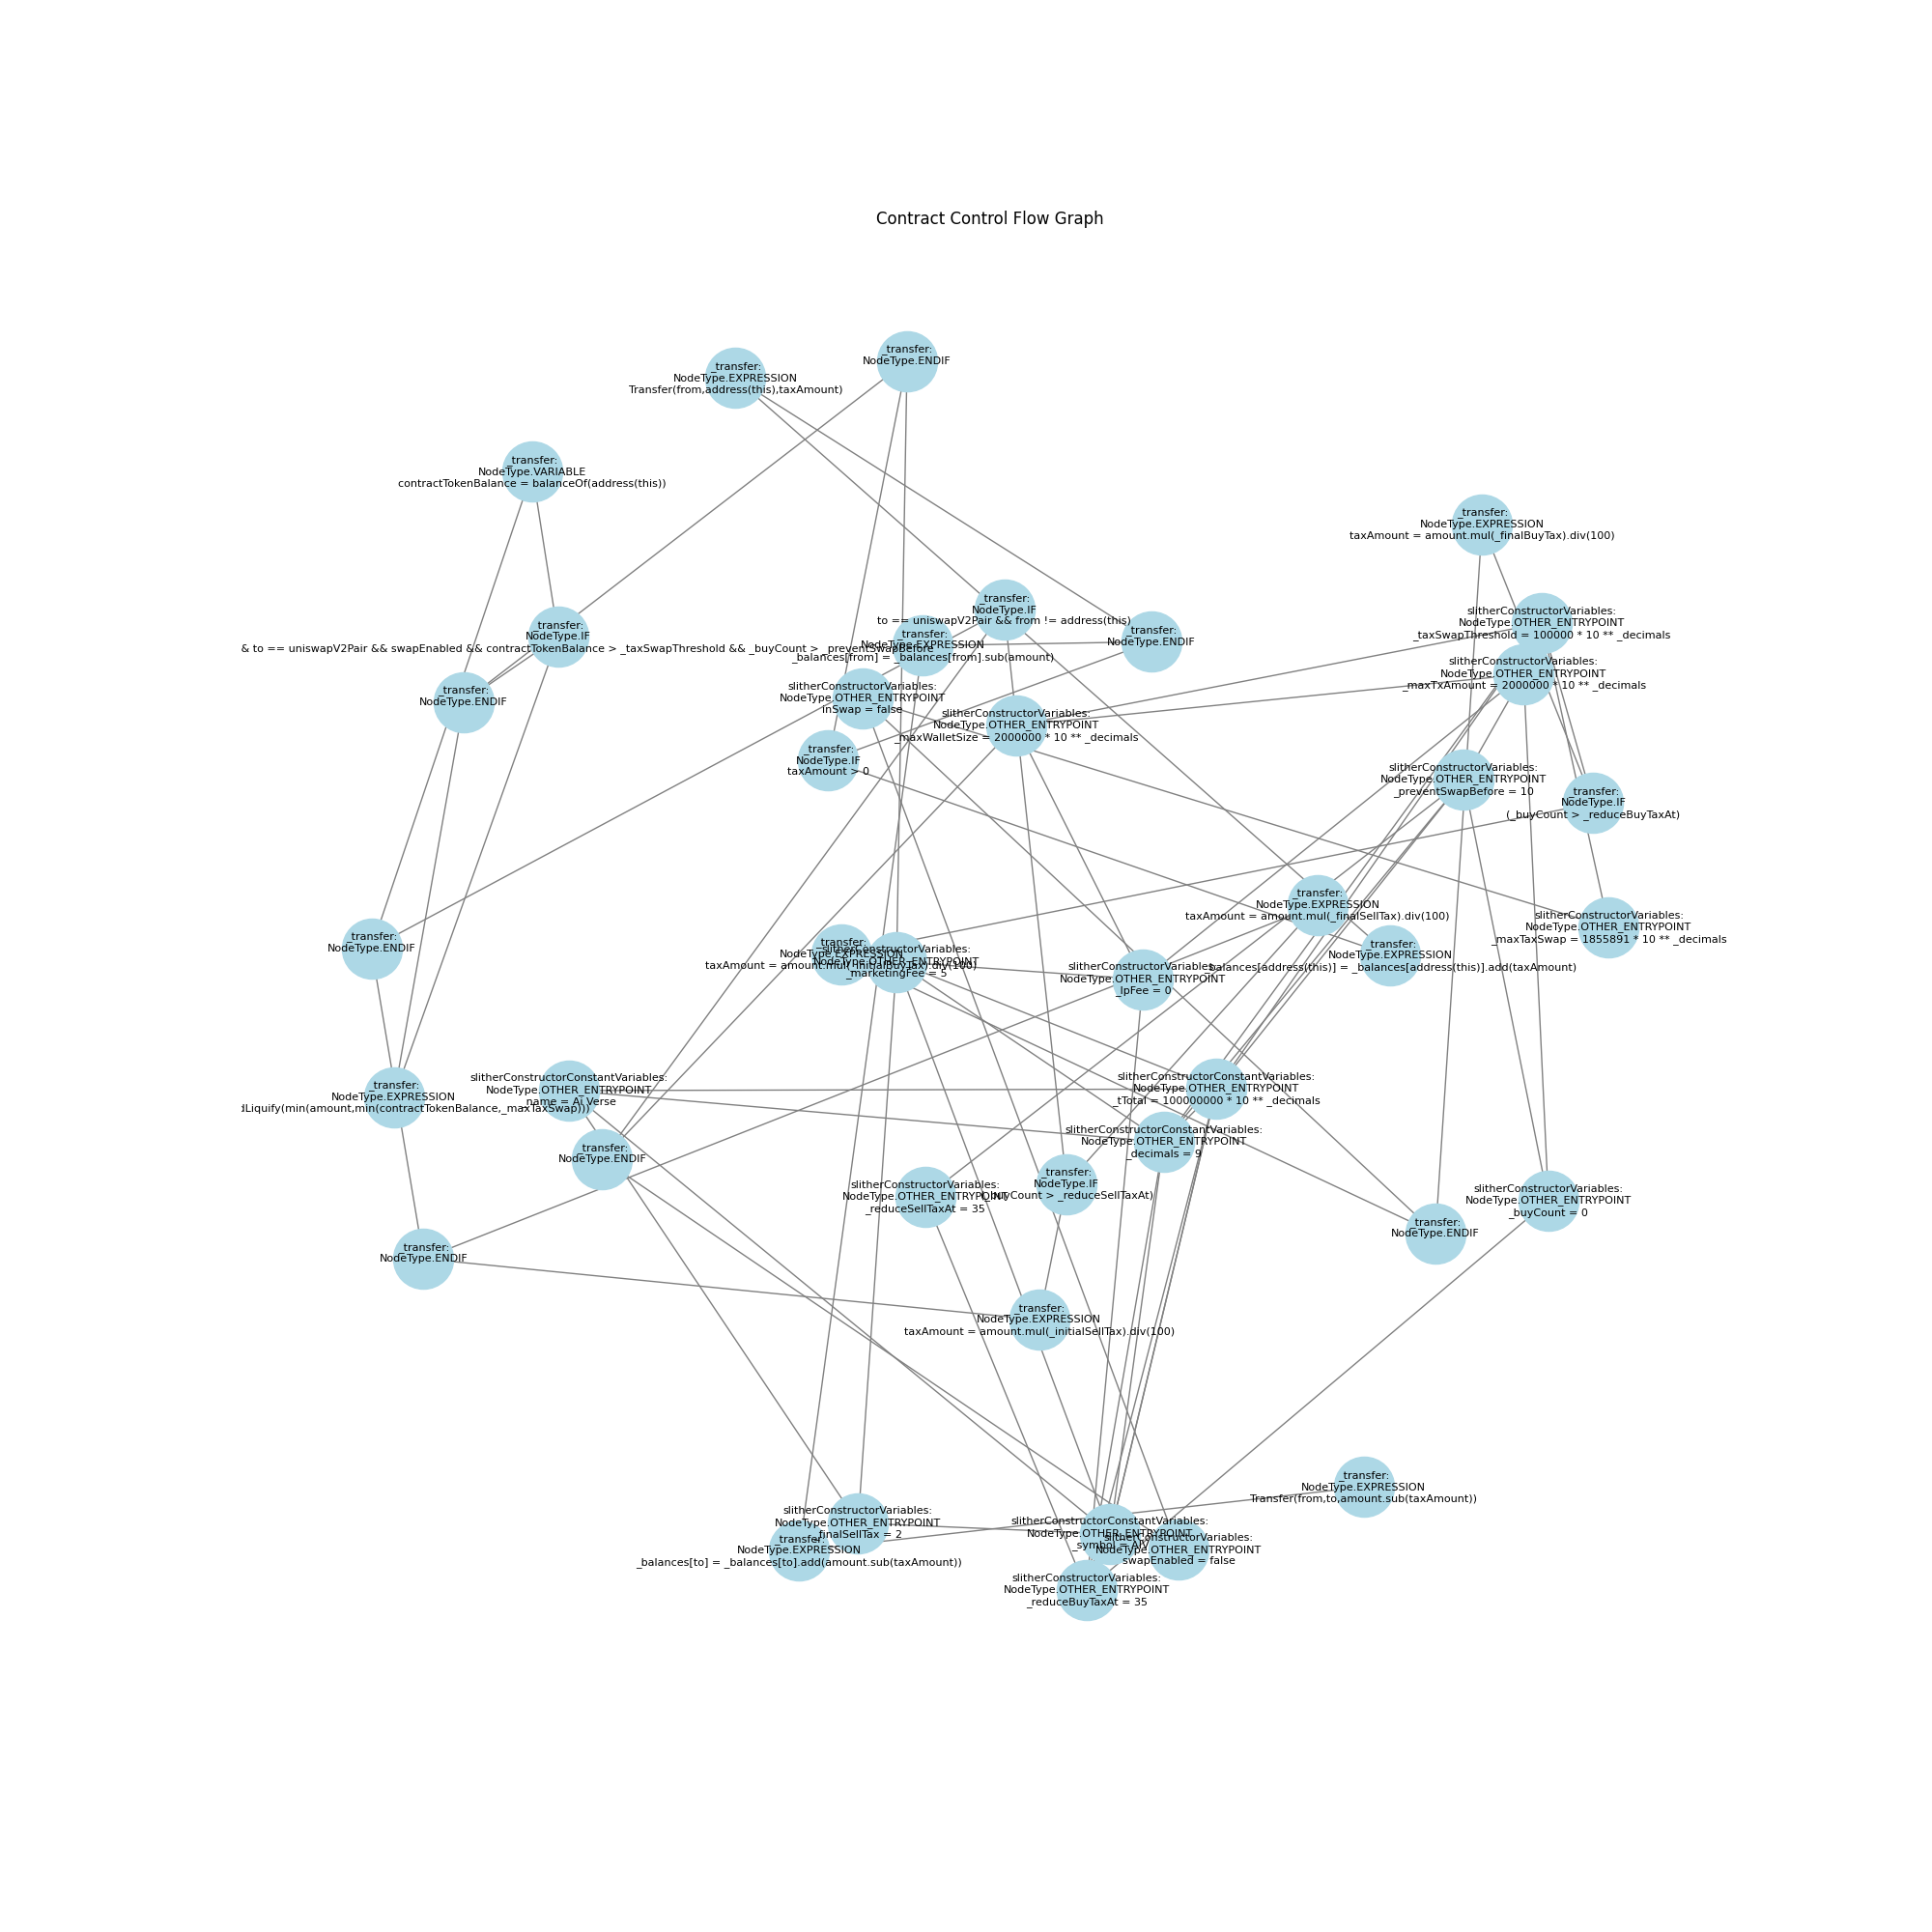 Contract Control Flow Graph
_transfer:
NodeType.ENDIF
_transfer:
NodeType.EXPRESSION
Transfer(from,address(this),taxAmount)
_transfer:
NodeType.VARIABLE
contractTokenBalance = balanceOf(address(this))
_transfer:
NodeType.EXPRESSION
taxAmount = amount.mul(_finalBuyTax).div(100)
_transfer:
NodeType.IF
to == uniswapV2Pair && from != address(this)
slitherConstructorVariables:
NodeType.OTHER_ENTRYPOINT
_taxSwapThreshold = 100000 * 10 ** _decimals
_transfer:
NodeType.IF
& to == uniswapV2Pair && swapEnabled && contractTokenBalance > _taxSwapThreshold && _buyCount > _preventSwapBefore
_transfer:
NodeType.EXPRESSION
_balances[from] = _balances[from].sub(amount)
_transfer:
NodeType.ENDIF
slitherConstructorVariables:
NodeType.OTHER_ENTRYPOINT
_maxTxAmount = 2000000 * 10 ** _decimals
_transfer:
NodeType.ENDIF
slitherConstructorVariables:
NodeType.OTHER_ENTRYPOINT
inSwap = false
slitherConstructorVariables:
NodeType.OTHER_ENTRYPOINT
_maxWalletSize = 2000000 * 10 ** _decimals
_transfer:
NodeType.IF
taxAmount > 0
slitherConstructorVariables:
NodeType.OTHER_ENTRYPOINT
_preventSwapBefore = 10
_transfer:
NodeType.IF
(_buyCount > _reduceBuyTaxAt)
_transfer:
NodeType.EXPRESSION
taxAmount = amount.mul(_finalSellTax).div(100)
slitherConstructorVariables:
NodeType.OTHER_ENTRYPOINT
_maxTaxSwap = 1855891 * 10 ** _decimals
_transfer:
NodeType.ENDIF
_transfer:
NodeType.EXPRESSION
taxAmount = amount.mul(_initialBuyTax).div(100)
slitherConstructorVariables:
NodeType.OTHER_ENTRYPOINT
_marketingFee = 5
_transfer:
NodeType.EXPRESSION
_balances[address(this)] = _balances[address(this)].add(taxAmount)
slitherConstructorVariables:
NodeType.OTHER_ENTRYPOINT
_lpFee = 0
_transfer:
NodeType.EXPRESSION
dLiquify(min(amount,min(contractTokenBalance,_maxTaxSwap)))
slitherConstructorConstantVariables:
NodeType.OTHER_ENTRYPOINT
_name = Ai Verse
slitherConstructorConstantVariables:
NodeType.OTHER_ENTRYPOINT
_tTotal = 100000000 * 10 ** _decimals
slitherConstructorConstantVariables:
NodeType.OTHER_ENTRYPOINT
_decimals = 9
_transfer:
NodeType.ENDIF
slitherConstructorVariables:
NodeType.OTHER_ENTRYPOINT
_reduceSellTaxAt = 35
_transfer:
NodeType.IF
(_buyCount > _reduceSellTaxAt)
slitherConstructorVariables:
NodeType.OTHER_ENTRYPOINT
_buyCount = 0
_transfer:
NodeType.ENDIF
_transfer:
NodeType.ENDIF
_transfer:
NodeType.EXPRESSION
taxAmount = amount.mul(_initialSellTax).div(100)
_transfer:
NodeType.EXPRESSION
Transfer(from,to,amount.sub(taxAmount))
slitherConstructorVariables:
NodeType.OTHER_ENTRYPOINT
_finalSellTax = 2
_transfer:
NodeType.EXPRESSION
_balances[to] = _balances[to].add(amount.sub(taxAmount))
slitherConstructorConstantVariables:
NodeType.OTHER_ENTRYPOINT
_symbol = AIV
slitherConstructorVariables:
NodeType.OTHER_ENTRYPOINT
swapEnabled = false
slitherConstructorVariables:
NodeType.OTHER_ENTRYPOINT
_reduceBuyTaxAt = 35